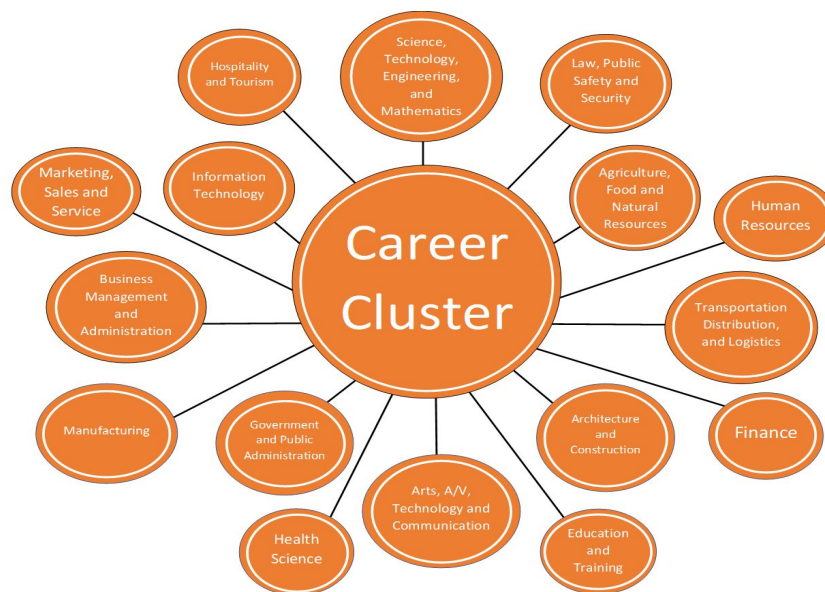 Hospitality
and Tourism
Science,
Technology,
Engineering,
and
Mathematics
Law, Public
Safety and
Security
Marketing,
Sales and
Service
Information
Technology
Agriculture,
Food and
Natural
Resources
Human
Resources
Career
Cluster
Business
Management
and
Administration
Transportation
Distribution,
and Logistics
Manufacturing
Government
and Public
Administration
Architecture
and
Construction
Finance
Arts, A/V,
Technology and
Communication
Health
Science
Education
and
Training